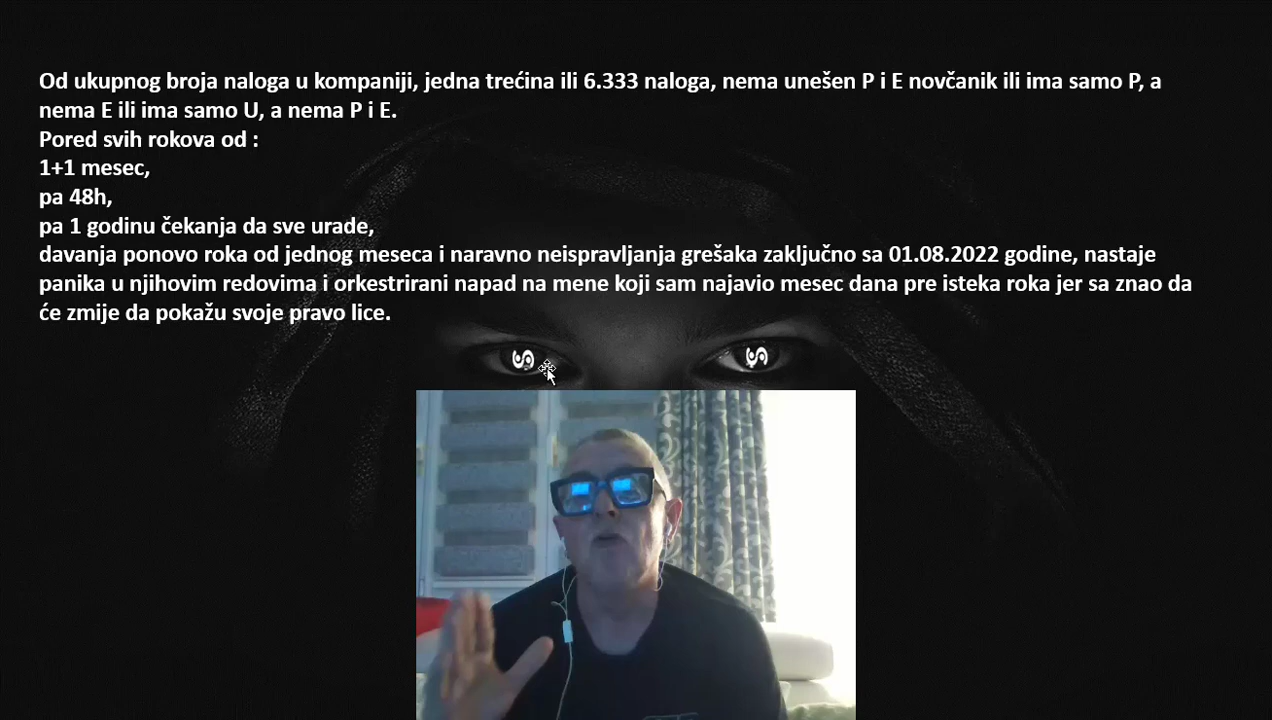 Od ukupnog broja naloga u kompaniji, jedna trećina ili 6.333 naloga, nema unešen P i E novčanik ili ima samo P, a
nema E ili ima samo U, a nema P i E.
Pored svih rokova od :
1+1 mesec,
pa 48h,
pa 1 godinu čekanja da sve urade,
davanja ponovo roka od jednog meseca i naravno neispravljanja grešaka zaključno sa 01.08.2022 godine, nastaje
panika u njihovim redovima i orkestrirani napad na mene koji sam najavio mesec dana pre isteka roka jer sa znao da
će zmije da pokažu svoje pravo lice.